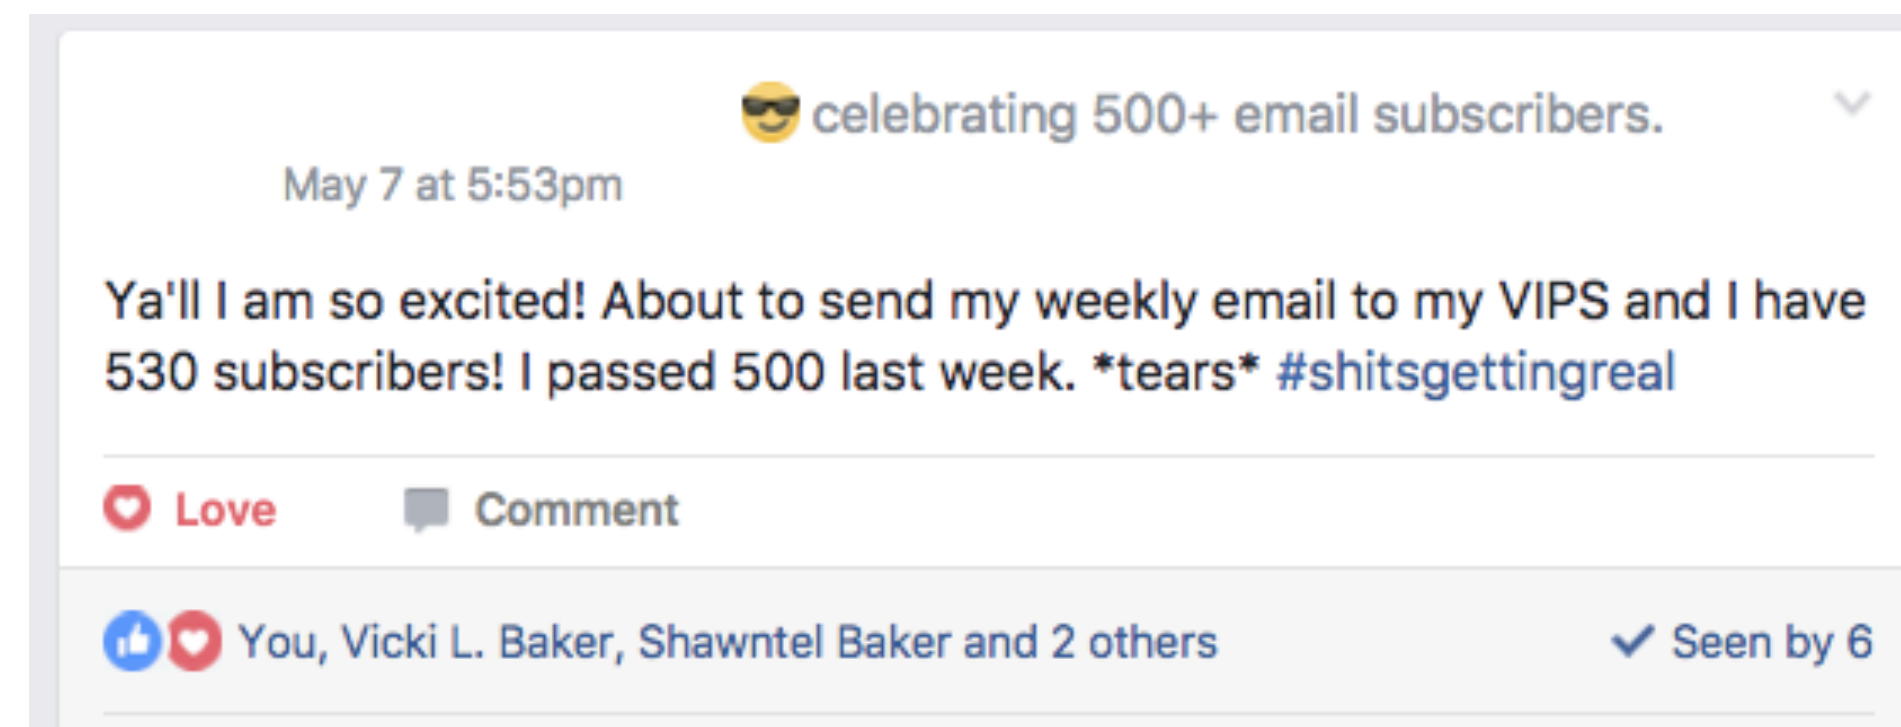 😎 celebrating 500+ email subscribers.
May 7 at 5:53pm
Ya'll I am so excited! About to send my weekly email to my VIPS and I have
530 subscribers! I passed 500 last week. *tears* #shitsgettingreal
Love Comment
You, Vicki L. Baker, Shawntel Baker and 2 others Seen by 6